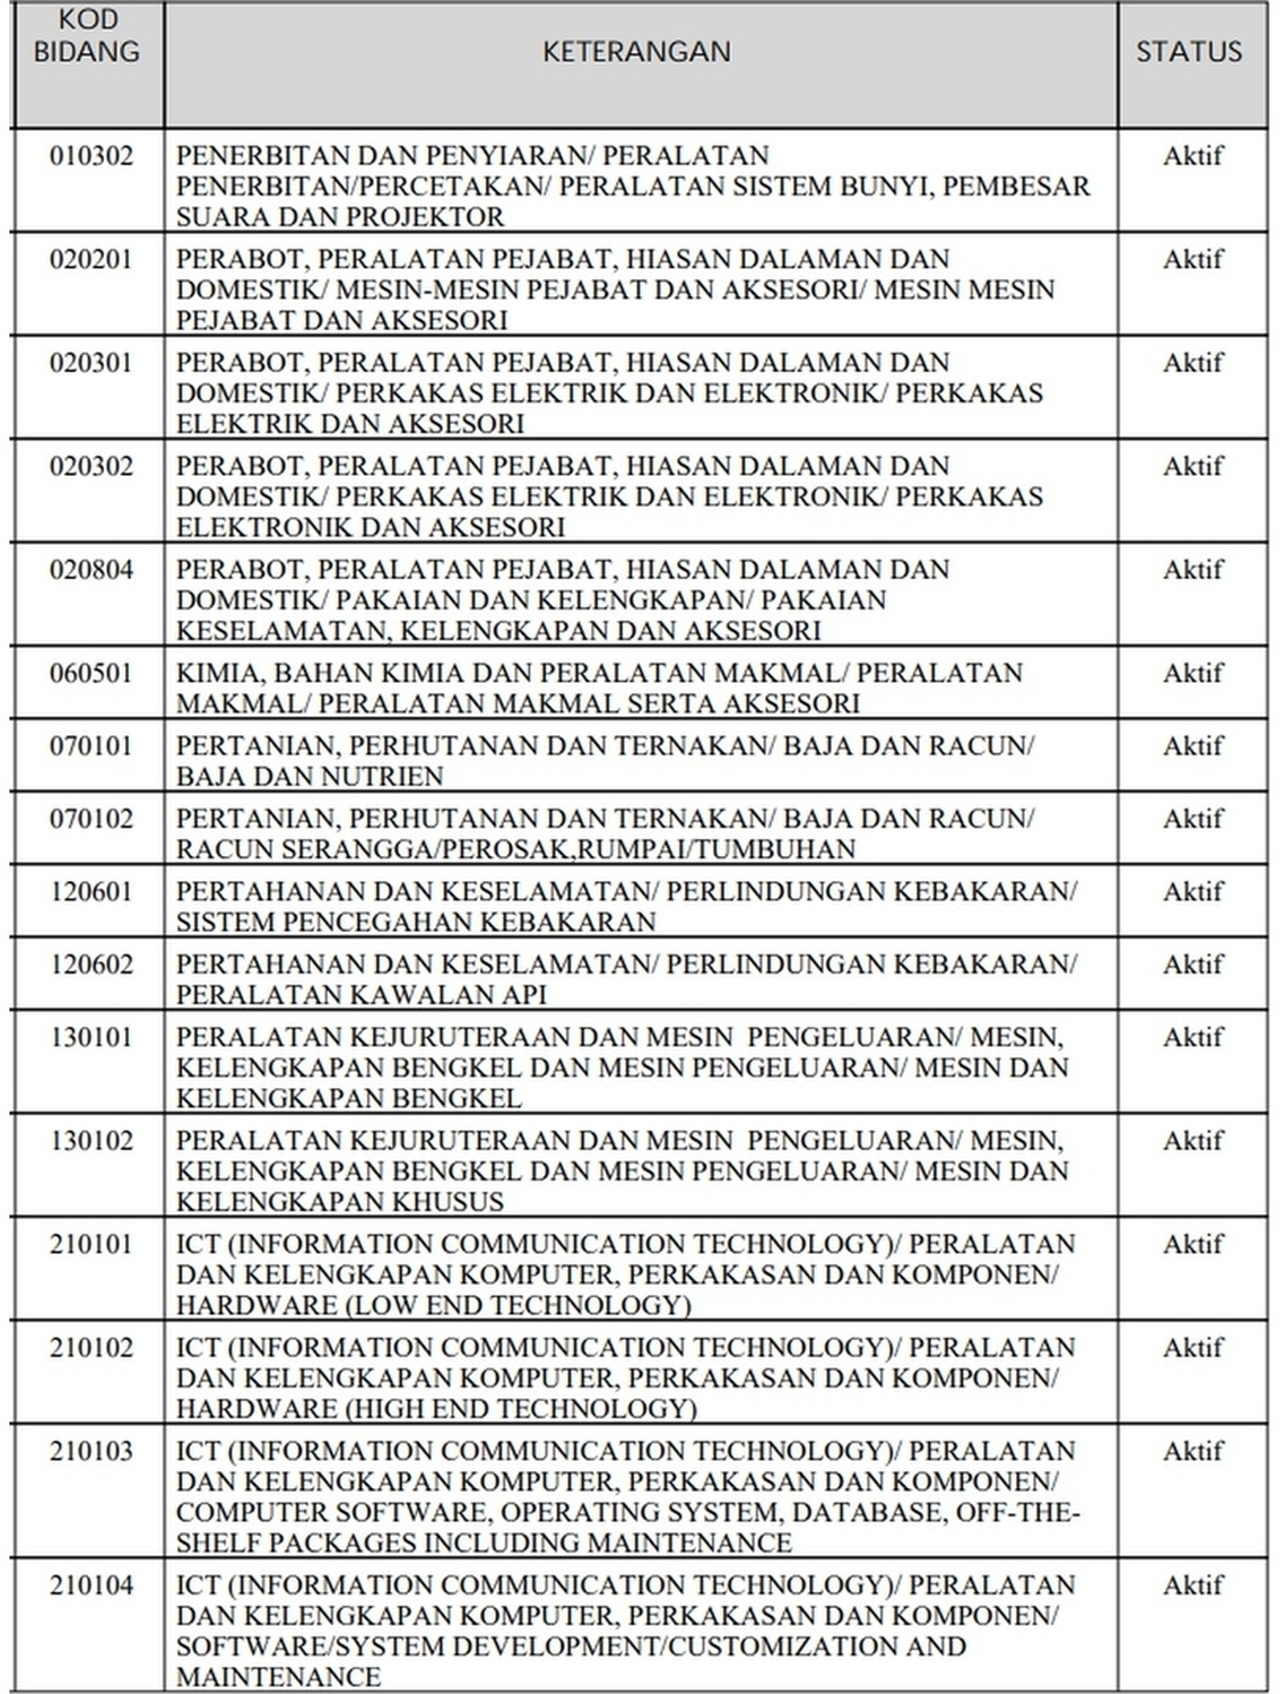 KOD
BIDANG
KETERANGAN
STATUS
010302
PENERBITAN DAN PENYIARAN/ PERALATAN
PENERBITAN/PERCETAKAN/ PERALATAN SISTEM BUNYI, PEMBESAR
SUARA DAN PROJEKTOR
Aktif
020201
PERABOT, PERALATAN PEJABAT, HIASAN DALAMAN DAN
DOMESTIK/ MESIN-MESIN PEJABAT DAN AKSESORI/ MESIN MESIN
PEJABAT DAN AKSESORI
Aktif
020301
PERABOT, PERALATAN PEJABAT, HIASAN DALAMAN DAN
DOMESTIK/ PERKAKAS ELEKTRIK DAN ELEKTRONIK/ PERKAKAS
ELEKTRIK DAN AKSESORI
Aktif
020302
PERABOT, PERALATAN PEJABAT, HIASAN DALAMAN DAN
DOMESTIK/ PERKAKAS ELEKTRIK DAN ELEKTRONIK/ PERKAKAS
ELEKTRONIK DAN AKSESORI
Aktif
020804
PERABOT, PERALATAN PEJABAT, HIASAN DALAMAN DAN
DOMESTIK/ PAKAIAN DAN KELENGKAPAN/ PAKAIAN
KESELAMATAN, KELENGKAPAN DAN AKSESORI
Aktif
060501
KIMIA, BAHAN KIMIA DAN PERALATAN MAKMAL/ PERALATAN
MAKMAL/ PERALATAN MAKMAL SERTA AKSESORI
Aktif
070101
PERTANIAN, PERHUTANAN DAN TERNAKAN/ BAJA DAN RACUN/
BAJA DAN NUTRIEN
Aktif
070102
PERTANIAN, PERHUTANAN DAN TERNAKAN/ BAJA DAN RACUN/
RACUN SERANGGA/PEROSAK,RUMPAI/TUMBUHAN
Aktif
120601
PERTAHANAN DAN KESELAMATAN/ PERLINDUNGAN KEBAKARAN/
SISTEM PENCEGAHAN KEBAKARAN
Aktif
120602
PERTAHANAN DAN KESELAMATAN/ PERLINDUNGAN KEBAKARAN/
PERALATAN KAWALAN API
Aktif
130101
PERALATAN KEJURUTERAAN DAN MESIN  PENGELUARAN/ MESIN,
KELENGKAPAN BENGKEL DAN MESIN PENGELUARAN/ MESIN DAN
KELENGKAPAN BENGKEL
Aktif
130102
PERALATAN KEJURUTERAAN DAN MESIN  PENGELUARAN/ MESIN,
KELENGKAPAN BENGKEL DAN MESIN PENGELUARAN/ MESIN DAN
KELENGKAPAN KHUSUS
Aktif
210101
ICT (INFORMATION COMMUNICATION TECHNOLOGY)/ PERALATAN
DAN KELENGKAPAN KOMPUTER, PERKAKASAN DAN KOMPONEN/
HARDWARE (LOW END TECHNOLOGY)
Aktif
210102
ICT (INFORMATION COMMUNICATION TECHNOLOGY)/ PERALATAN
DAN KELENGKAPAN KOMPUTER, PERKAKASAN DAN KOMPONEN/
HARDWARE (HIGH END TECHNOLOGY)
Aktif
210103
ICT (INFORMATION COMMUNICATION TECHNOLOGY)/ PERALATAN
DAN KELENGKAPAN KOMPUTER, PERKAKASAN DAN KOMPONEN/
COMPUTER SOFTWARE, OPERATING SYSTEM, DATABASE, OFF-THE-
SHELF PACKAGES INCLUDING MAINTENANCE
Aktif
210104
ICT (INFORMATION COMMUNICATION TECHNOLOGY)/ PERALATAN
DAN KELENGKAPAN KOMPUTER, PERKAKASAN DAN KOMPONEN/
SOFTWARE/SYSTEM DEVELOPMENT/CUSTOMIZATION AND
MAINTENANCE
Aktif